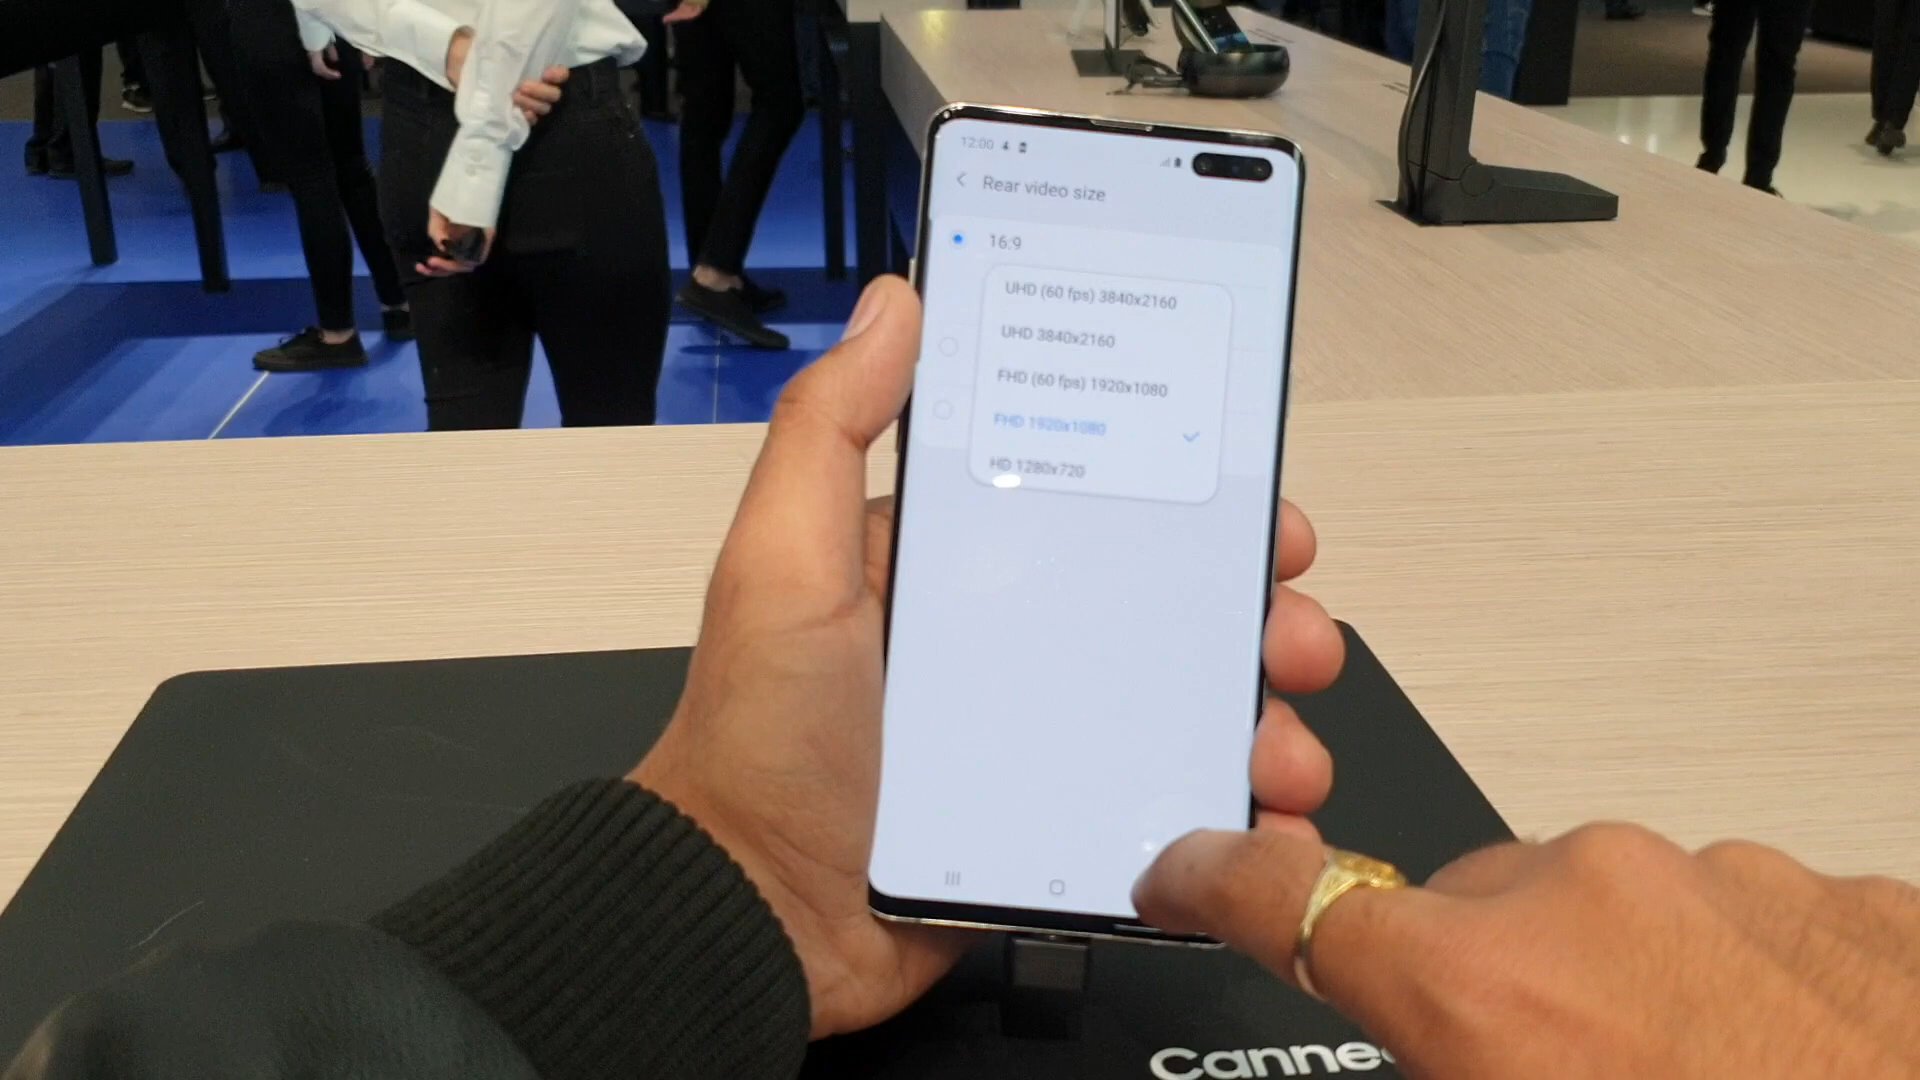 12:00
Rear video size
16:9
UHD (60 fps) 3840x2160
UHD 3840x2160
FHD (60 fps) 1920x1080
FHD 1920x1080
HD 1280x720
Canne